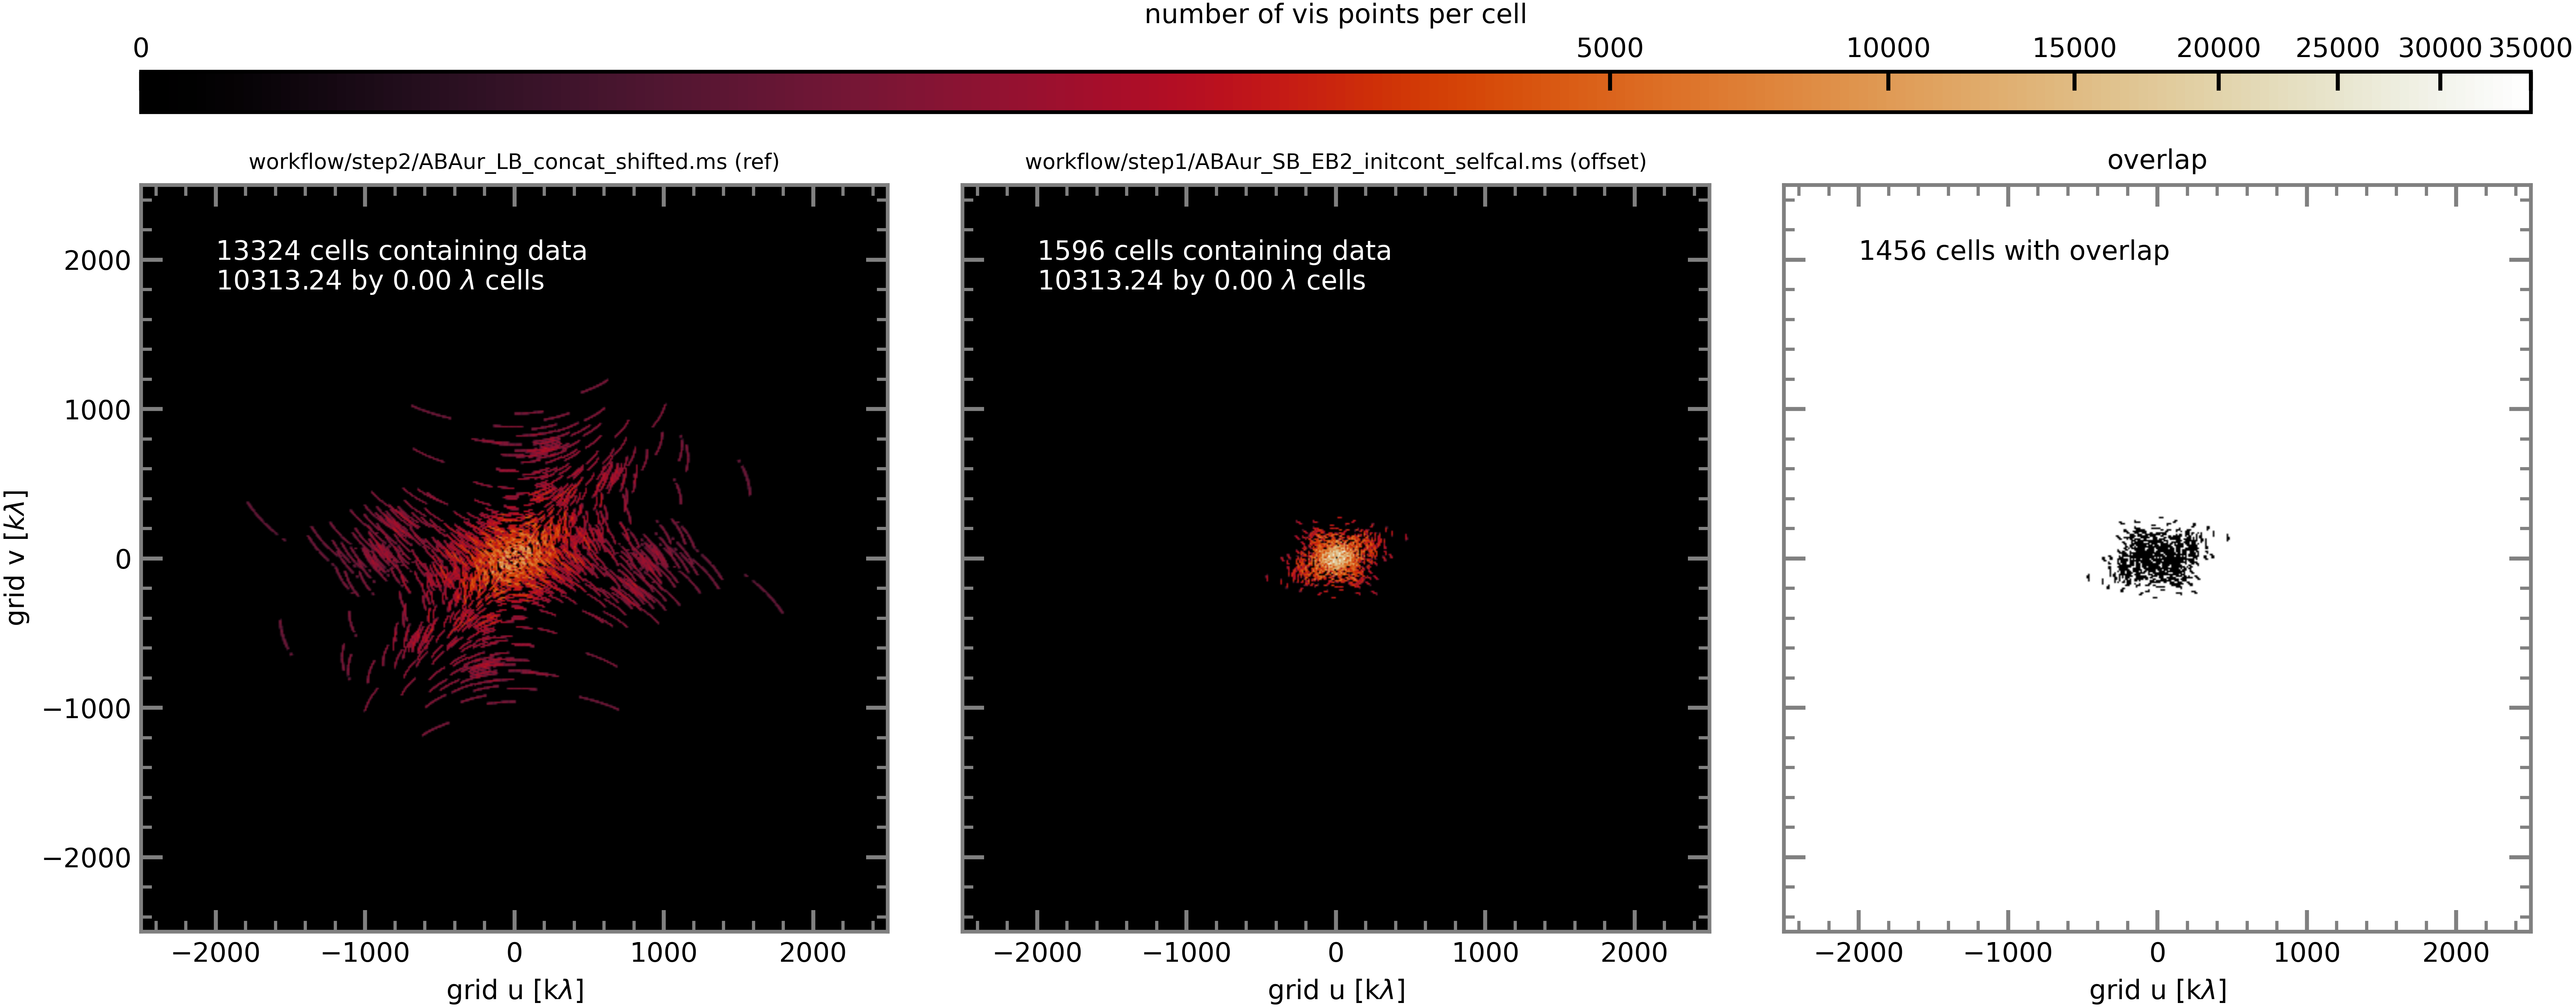 number of vis points per cell
0 5000 10000 15000 20000 25000 30000 35000
workflow/step2/ABAur_LB_concat_shifted.ms (ref)
13324 cells containing data
10313.24 by 0.00 λ cells
grid v [kλ]
2000
1000
0
−1000
−2000
−2000 −1000 0 1000 2000
grid u [kλ]
workflow/step1/ABAur_SB_EB2_initcont_selfcal.ms (offset)
1596 cells containing data
10313.24 by 0.00 λ cells
−2000 −1000 0 1000 2000
grid u [kλ]
overlap
1456 cells with overlap
−2000 −1000 0 1000 2000
grid u [kλ]